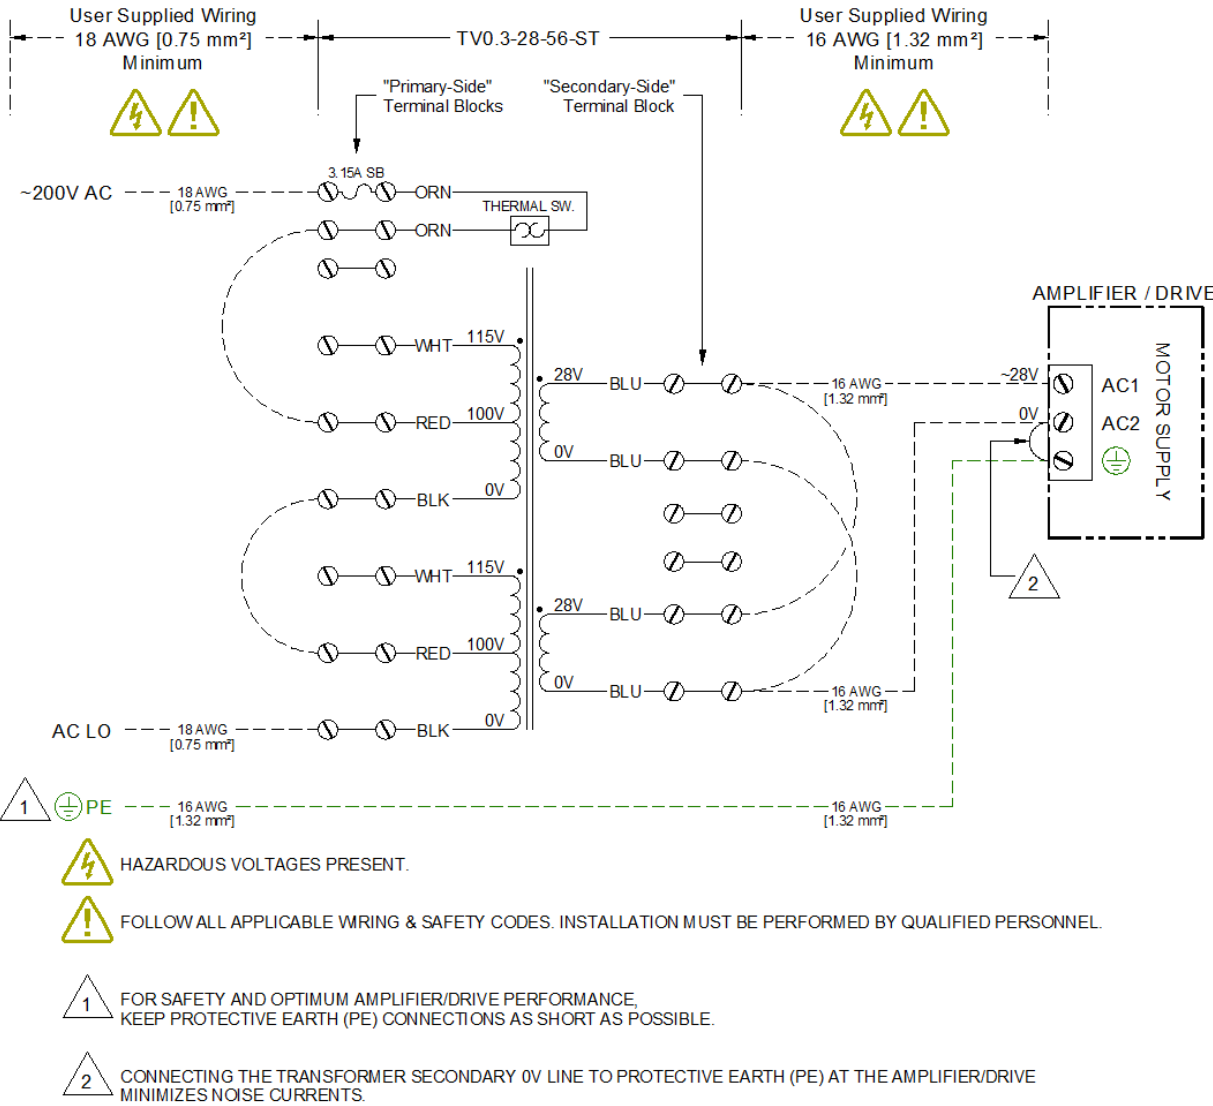 User Supplied Wiring
18 AWG [0.75 mm²]
Minimum
TV0.3-28-56-ST
User Supplied Wiring
16 AWG [1.32 mm²]
Minimum
"Primary-Side"
Terminal Blocks
"Secondary-Side"
Terminal Block
3.15A SB
~200V AC
18 AWG
[0.75 mm²]
ORN
THERMAL SW.
ORN
AMPLIFIER / DRIVE
WHT
115V
28V
BLU
16 AWG
[1.32 mm²]
~28V
AC1
MOTOR SUPPLY
RED
100V
0V
AC2
0V
BLU
BLK
0V
WHT
115V
28V
BLU
2
RED
100V
0V
BLU
16 AWG
[1.32 mm²]
AC LO
18 AWG
[0.75 mm²]
BLK
0V
1
PE
16 AWG
[1.32 mm²]
16 AWG
[1.32 mm²]
HAZARDOUS VOLTAGES PRESENT.
FOLLOW ALL APPLICABLE WIRING & SAFETY CODES. INSTALLATION MUST BE PERFORMED BY QUALIFIED PERSONNEL.
1
FOR SAFETY AND OPTIMUM AMPLIFIER/DRIVE PERFORMANCE,
KEEP PROTECTIVE EARTH (PE) CONNECTIONS AS SHORT AS POSSIBLE.
2
CONNECTING THE TRANSFORMER SECONDARY 0V LINE TO PROTECTIVE EARTH (PE) AT THE AMPLIFIER/DRIVE
MINIMIZES NOISE CURRENTS.